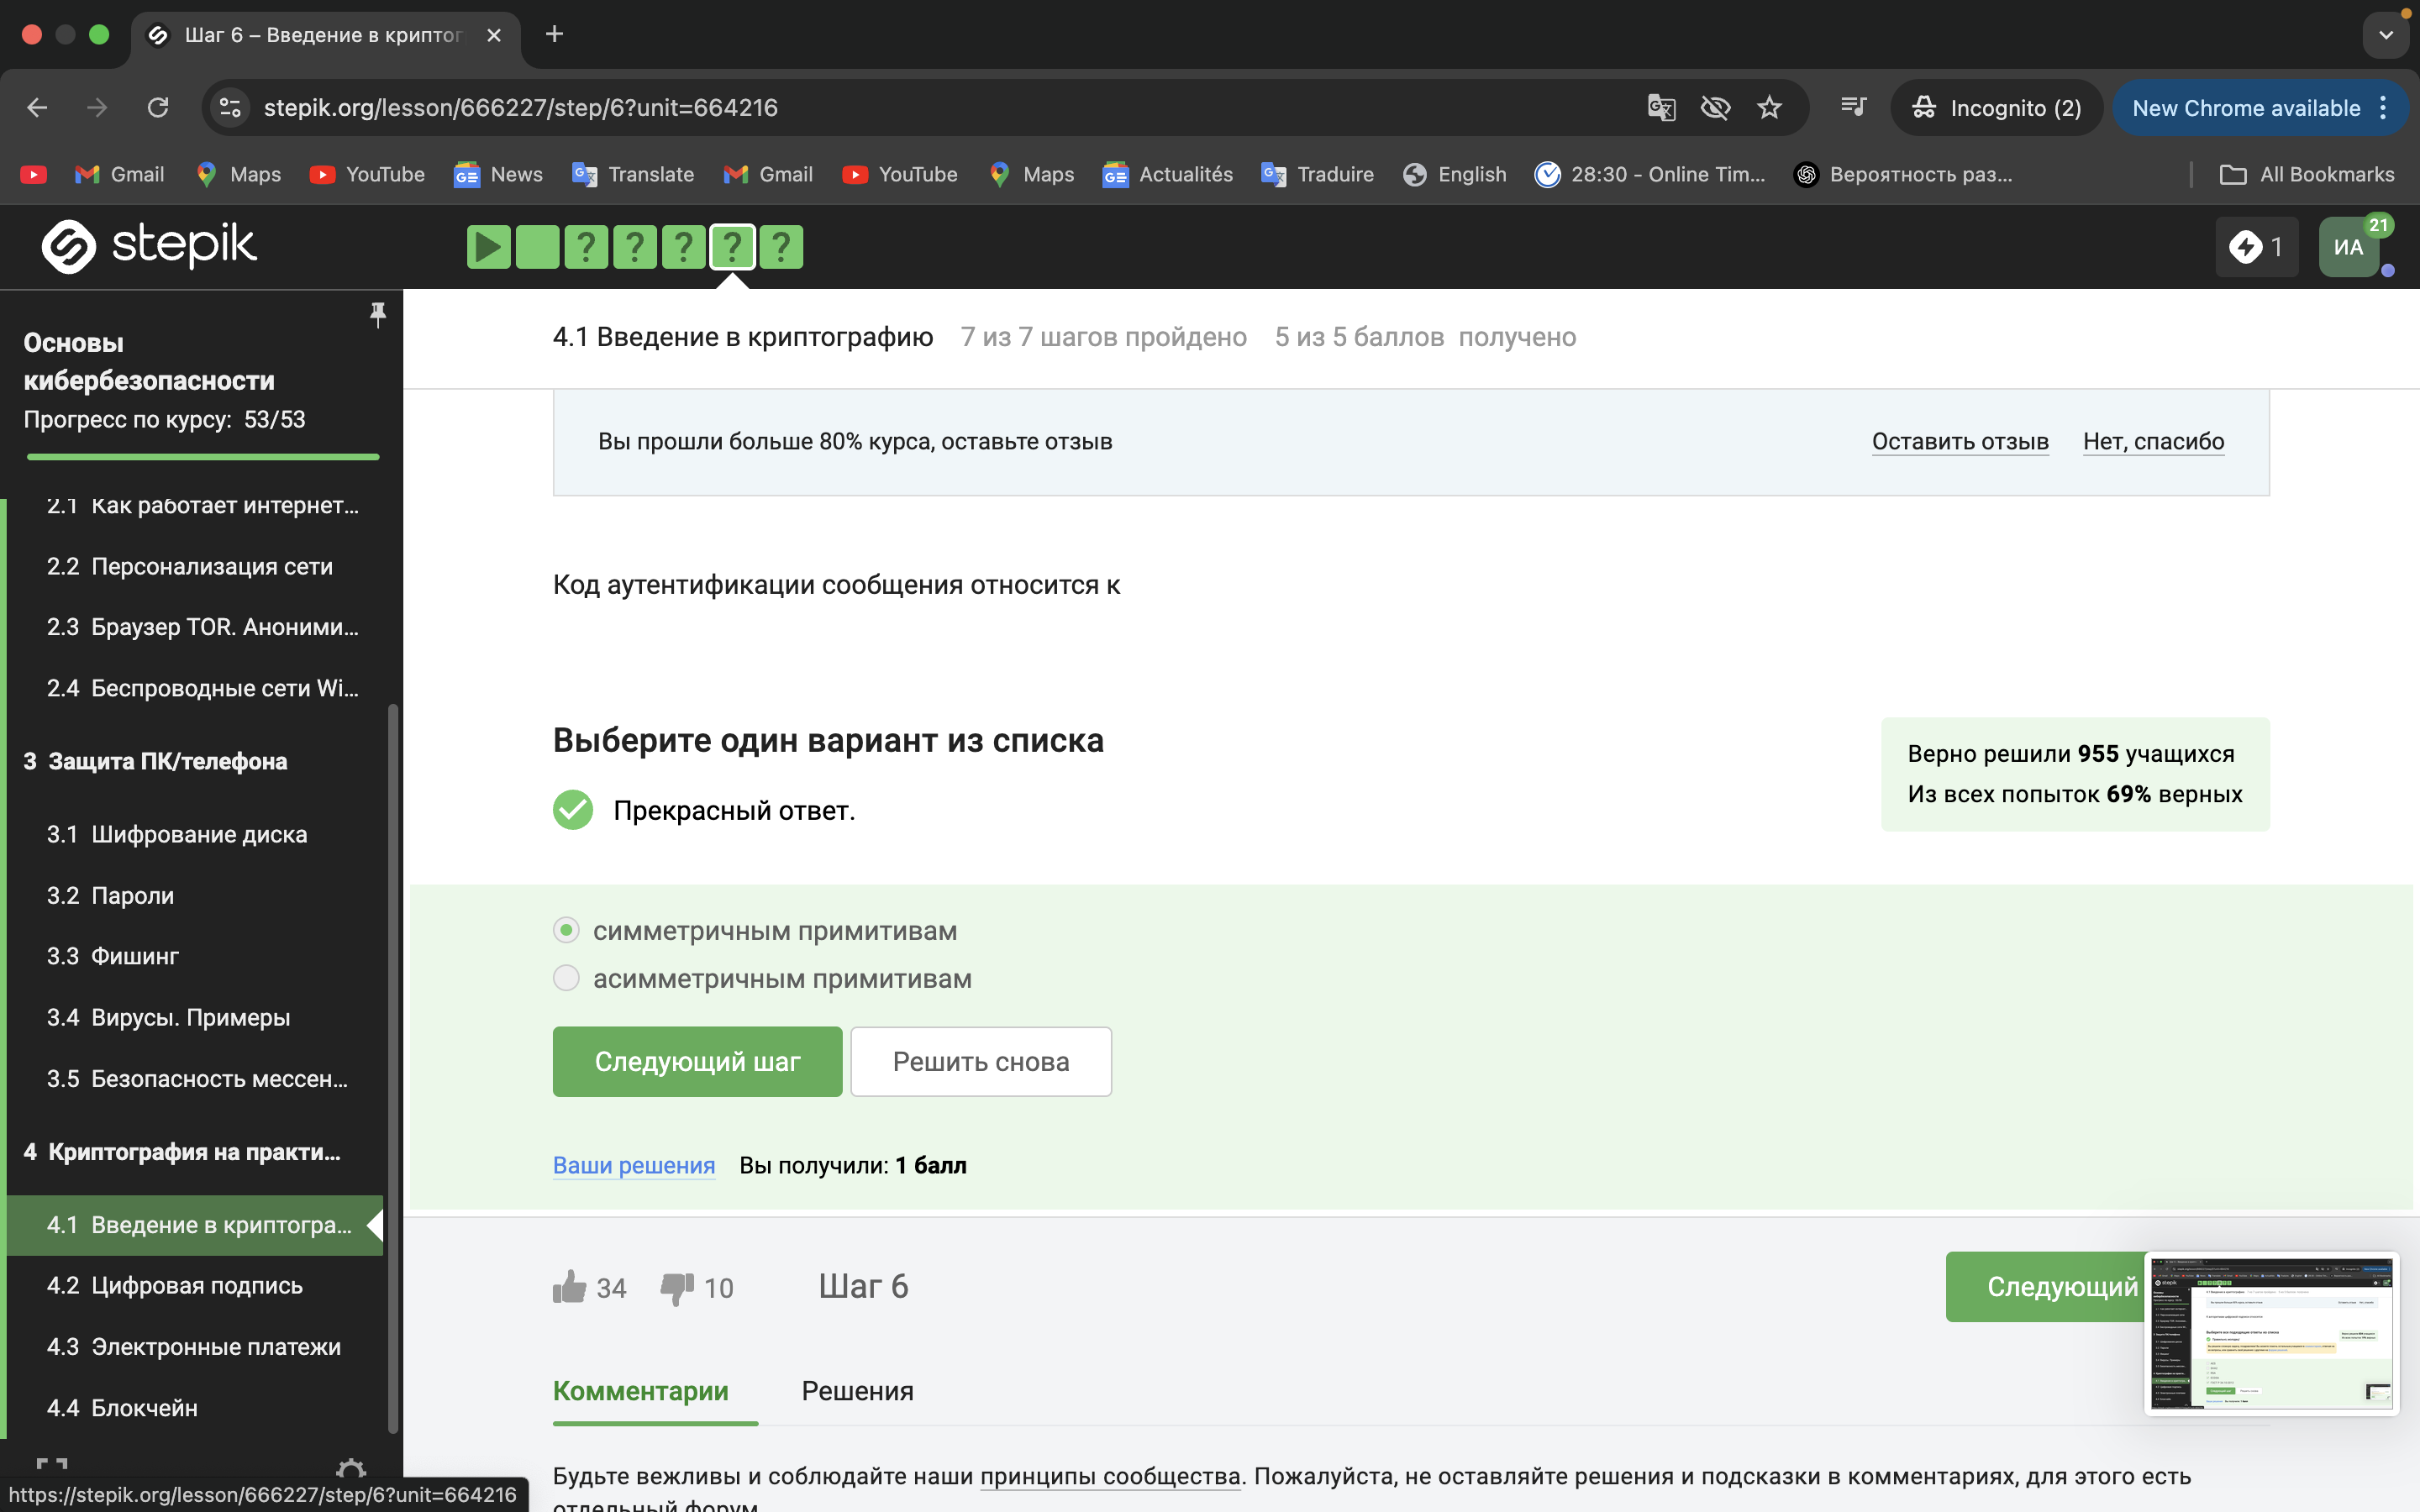 Шаг 6 – Введение в криптог
stepik.org/lesson/666227/step/6?unit=664216
Incognito (2)
New Chrome available
Gmail
Maps
YouTube
News
Translate
Gmail
YouTube
Maps
Actualités
Traduire
English
28:30 - Online Tim...
Вероятность раз...
All Bookmarks
stepik
? ? ? ? ?
1
ИА
21
Основы
кибербезопасности
Прогресс по курсу: 53/53
2.1 Как работает интернет...
2.2 Персонализация сети
2.3 Браузер TOR. Аноними...
2.4 Беспроводные сети Wi...
3 Защита ПК/телефона
3.1 Шифрование диска
3.2 Пароли
3.3 Фишинг
3.4 Вирусы. Примеры
3.5 Безопасность мессен...
4 Криптография на практи...
4.1 Введение в криптогра...
4.2 Цифровая подпись
4.3 Электронные платежи
4.4 Блокчейн
https://stepik.org/lesson/666227/step/6?unit=664216
4.1 Введение в криптографию 7 из 7 шагов пройдено 5 из 5 баллов получено
Вы прошли больше 80% курса, оставьте отзыв
Оставить отзыв
Нет, спасибо
Код аутентификации сообщения относится к
Выберите один вариант из списка
Прекрасный ответ.
Верно решили 955 учащихся
Из всех попыток 69% верных
симметричным примитивам
асимметричным примитивам
Следующий шаг
Решить снова
Ваши решения Вы получили: 1 балл
34
10
Шаг 6
Следующий
Комментарии
Решения
Будьте вежливы и соблюдайте наши принципы сообщества. Пожалуйста, не оставляйте решения и подсказки в комментариях, для этого есть
отдельный форум